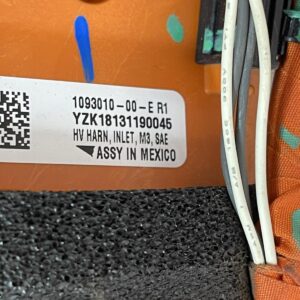 1093010-00-E R1
YZK18131190045
HV HARN, INLET, M3, SAE
ASSY IN MEXICO